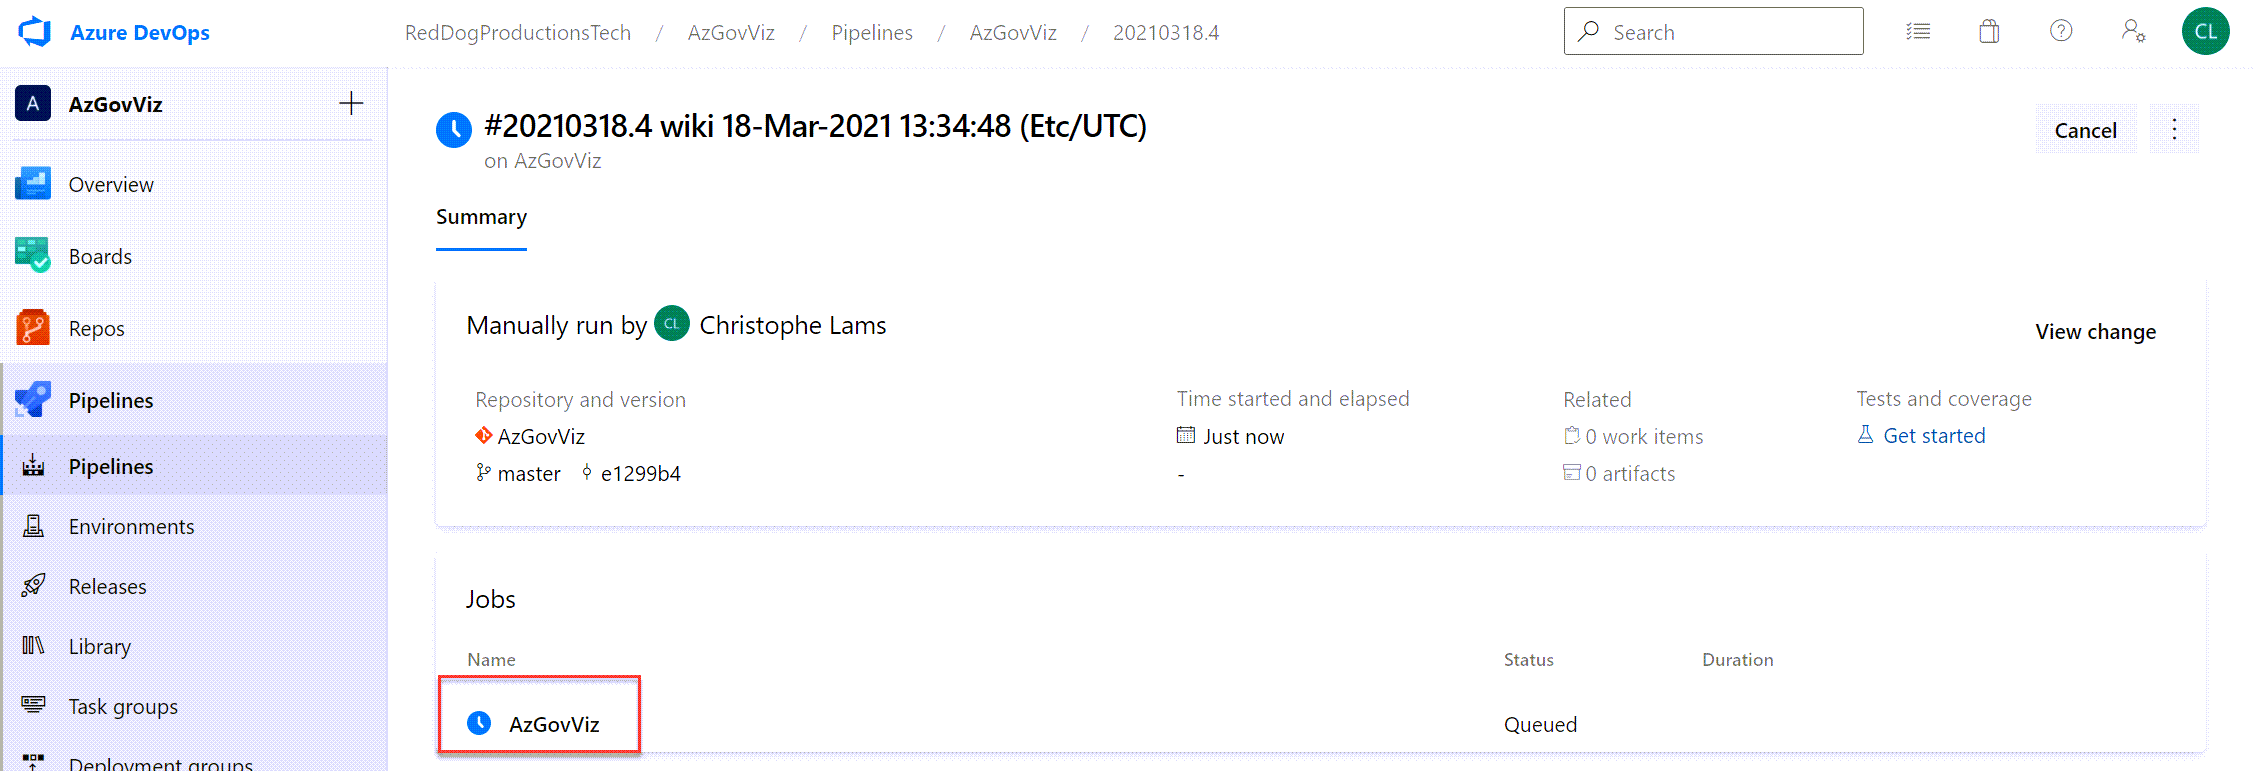 Azure DevOps
RedDogProductionsTech / AzGovViz / Pipelines / AzGovViz / 20210318.4
Search
CL
A AzGovViz
Overview
Boards
Repos
Pipelines
Pipelines
Environments
Releases
Library
Task groups
Deployment groups
#20210318.4 wiki 18-Mar-2021 13:34:48 (Etc/UTC)
on AzGovViz
Cancel
Summary
Manually run by CL Christophe Lams
View change
Repository and version
AzGovViz
master e1299b4
Time started and elapsed
Just now
-
Related
0 work items
0 artifacts
Tests and coverage
Get started
Jobs
Name Status Duration
AzGovViz Queued